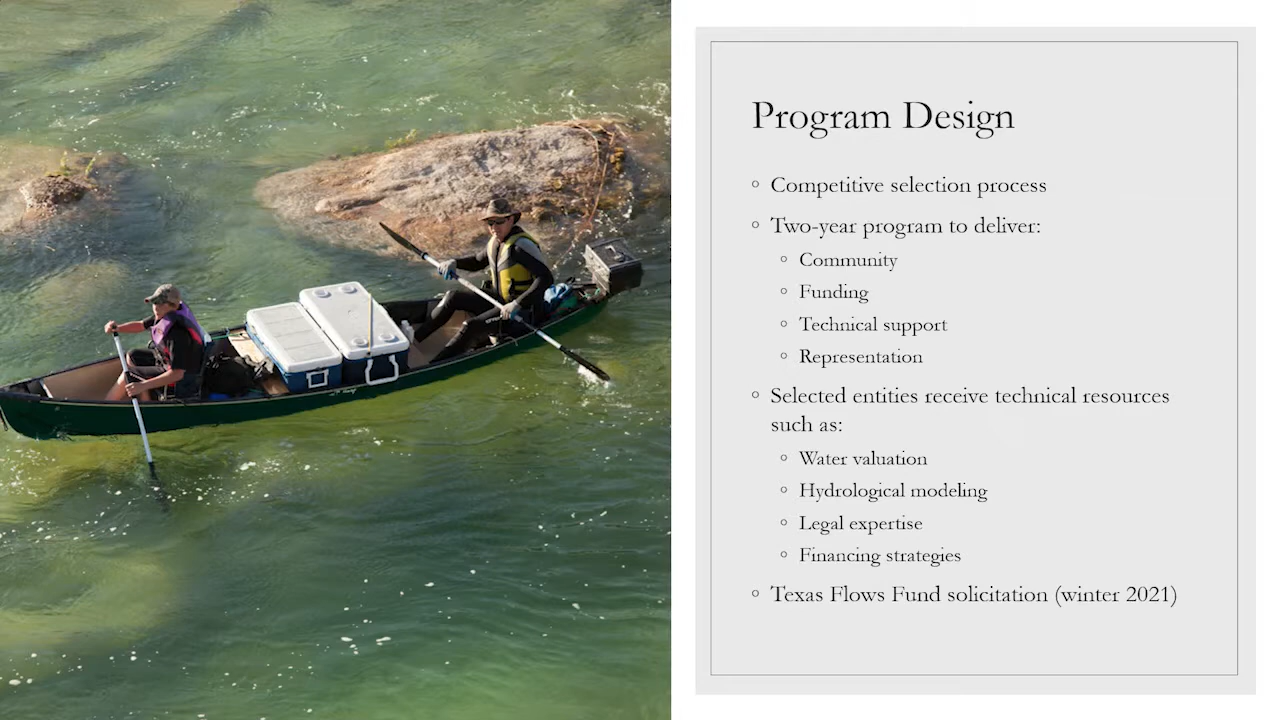 Program Design
◦ Competitive selection process
◦ Two-year program to deliver:
◦ Community
◦ Funding
◦ Technical support
◦ Representation
◦ Selected entities receive technical resources
such as:
◦ Water valuation
◦ Hydrological modeling
◦ Legal expertise
◦ Financing strategies
◦ Texas Flows Fund solicitation (winter 2021)